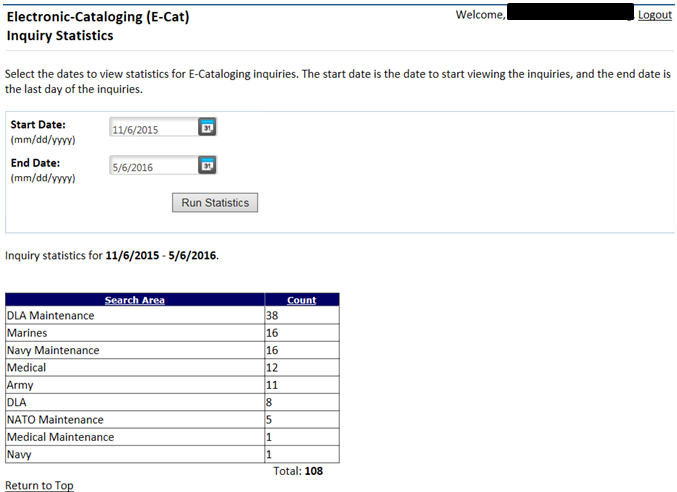 Electronic-Cataloging (E-Cat)
Welcome, Logout
Inquiry Statistics
Select the dates to view statistics for E-Cataloging inquiries. The start date is the date to start viewing the inquiries, and the end date is
the last day of the inquiries.
Start Date:
(mm/dd/yyyy)
11/6/2015
31
End Date:
(mm/dd/yyyy)
5/6/2016
31
Run Statistics
Inquiry statistics for 11/6/2015 - 5/6/2016.
Search Area Count
DLA Maintenance 38
Marines 16
Navy Maintenance 16
Medical 12
Army 11
DLA 8
NATO Maintenance 5
Medical Maintenance 1
Navy 1
Total: 108
Return to Top